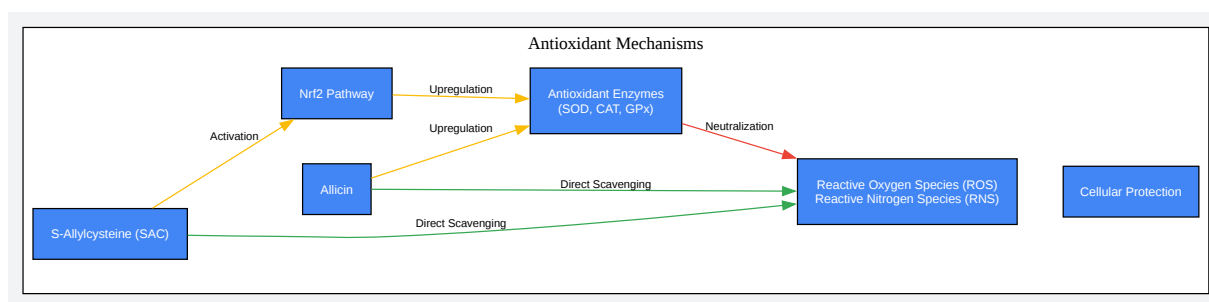 Antioxidant Mechanisms
Nrf2 Pathway
Upregulation
Antioxidant Enzymes
(SOD, CAT, GPx)
Activation
Upregulation
Neutralization
Allicin
Direct Scavenging
Reactive Oxygen Species (ROS)
Reactive Nitrogen Species (RNS)
Cellular Protection
S-Allylcysteine (SAC)
Direct Scavenging